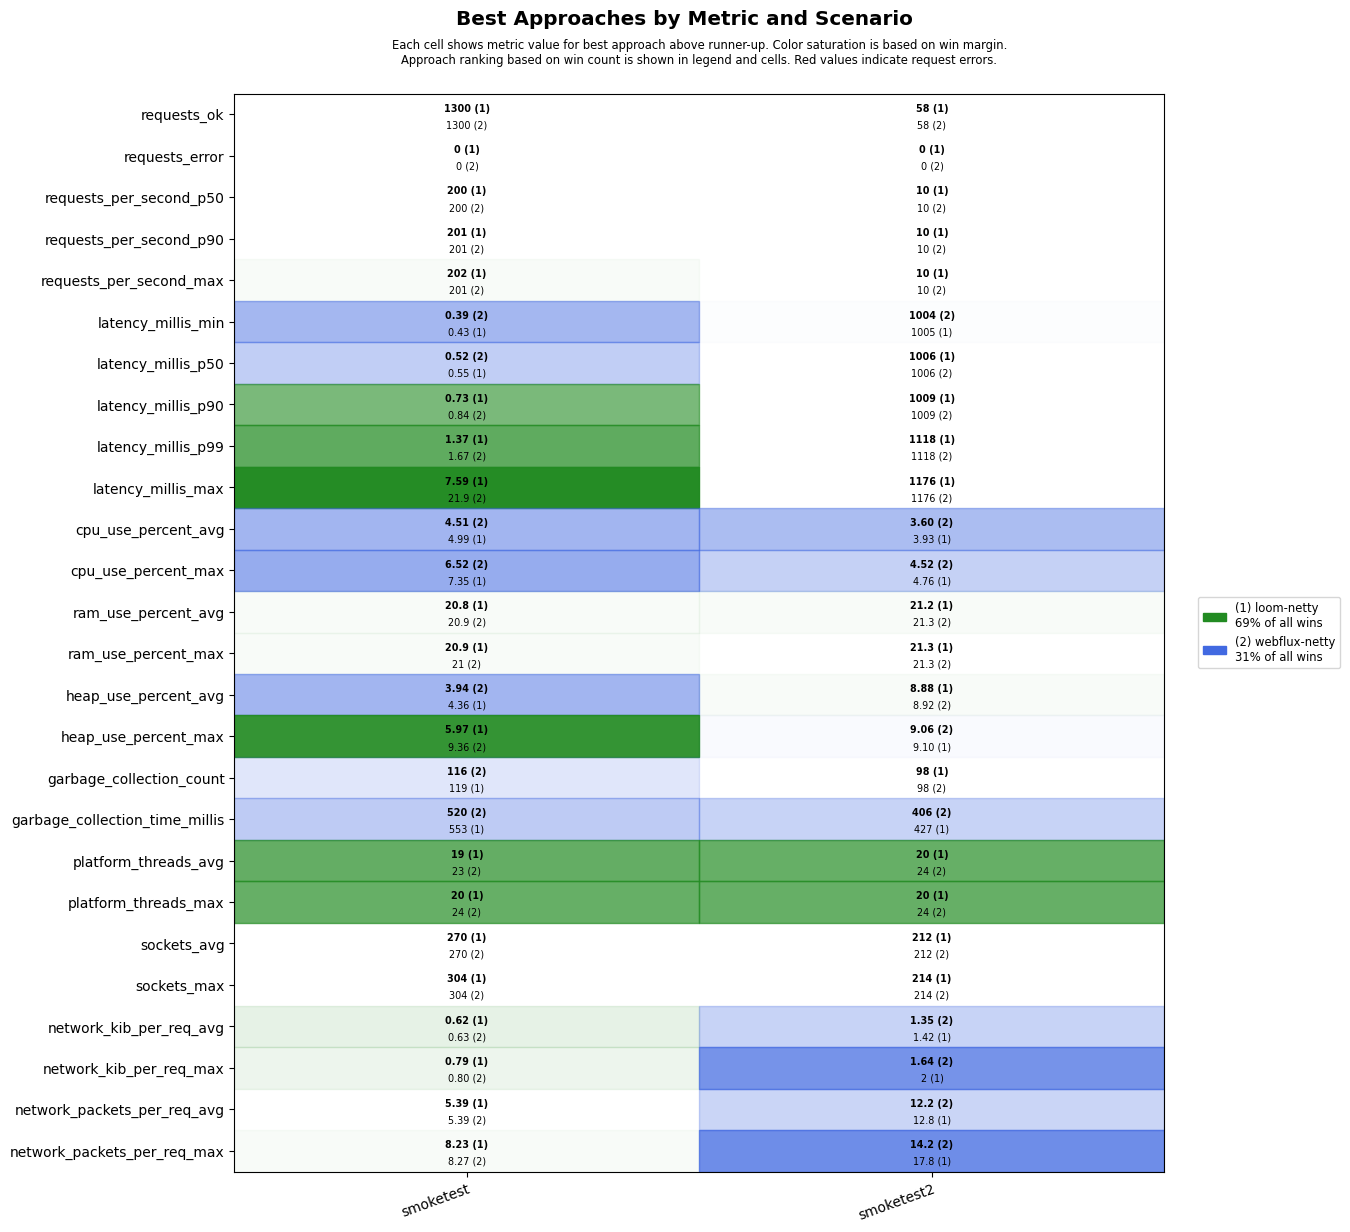 Best Approaches by Metric and Scenario
Each cell shows metric value for best approach above runner-up. Color saturation is based on win margin.
Approach ranking based on win count is shown in legend and cells. Red values indicate request errors.
requests_ok
1300 (1)
1300 (2)
58 (1)
58 (2)
requests_error
0 (1)
0 (2)
0 (1)
0 (2)
requests_per_second_p50
200 (1)
200 (2)
10 (1)
10 (2)
requests_per_second_p90
201 (1)
201 (2)
10 (1)
10 (2)
requests_per_second_max
202 (1)
201 (2)
10 (1)
10 (2)
latency_millis_min
0.39 (2)
0.43 (1)
1004 (2)
1005 (1)
latency_millis_p50
0.52 (2)
0.55 (1)
1006 (1)
1006 (2)
latency_millis_p90
0.73 (1)
0.84 (2)
1009 (1)
1009 (2)
latency_millis_p99
1.37 (1)
1.67 (2)
1118 (1)
1118 (2)
latency_millis_max
7.59 (1)
21.9 (2)
1176 (1)
1176 (2)
cpu_use_percent_avg
4.51 (2)
4.99 (1)
3.60 (2)
3.93 (1)
cpu_use_percent_max
6.52 (2)
7.35 (1)
4.52 (2)
4.76 (1)
ram_use_percent_avg
20.8 (1)
20.9 (2)
21.2 (1)
21.3 (2)
ram_use_percent_max
20.9 (1)
21 (2)
21.3 (1)
21.3 (2)
heap_use_percent_avg
3.94 (2)
4.36 (1)
8.88 (1)
8.92 (2)
heap_use_percent_max
5.97 (1)
9.36 (2)
9.06 (2)
9.10 (1)
garbage_collection_count
116 (2)
119 (1)
98 (1)
98 (2)
garbage_collection_time_millis
520 (2)
553 (1)
406 (2)
427 (1)
platform_threads_avg
19 (1)
23 (2)
20 (1)
24 (2)
platform_threads_max
20 (1)
24 (2)
20 (1)
24 (2)
sockets_avg
270 (1)
270 (2)
212 (1)
212 (2)
sockets_max
304 (1)
304 (2)
214 (1)
214 (2)
network_kib_per_req_avg
0.62 (1)
0.63 (2)
1.35 (2)
1.42 (1)
network_kib_per_req_max
0.79 (1)
0.80 (2)
1.64 (2)
2 (1)
network_packets_per_req_avg
5.39 (1)
5.39 (2)
12.2 (2)
12.8 (1)
network_packets_per_req_max
8.23 (1)
8.27 (2)
14.2 (2)
17.8 (1)
smoketest
smoketest2
(1) loom-netty
69% of all wins
(2) webflux-netty
31% of all wins